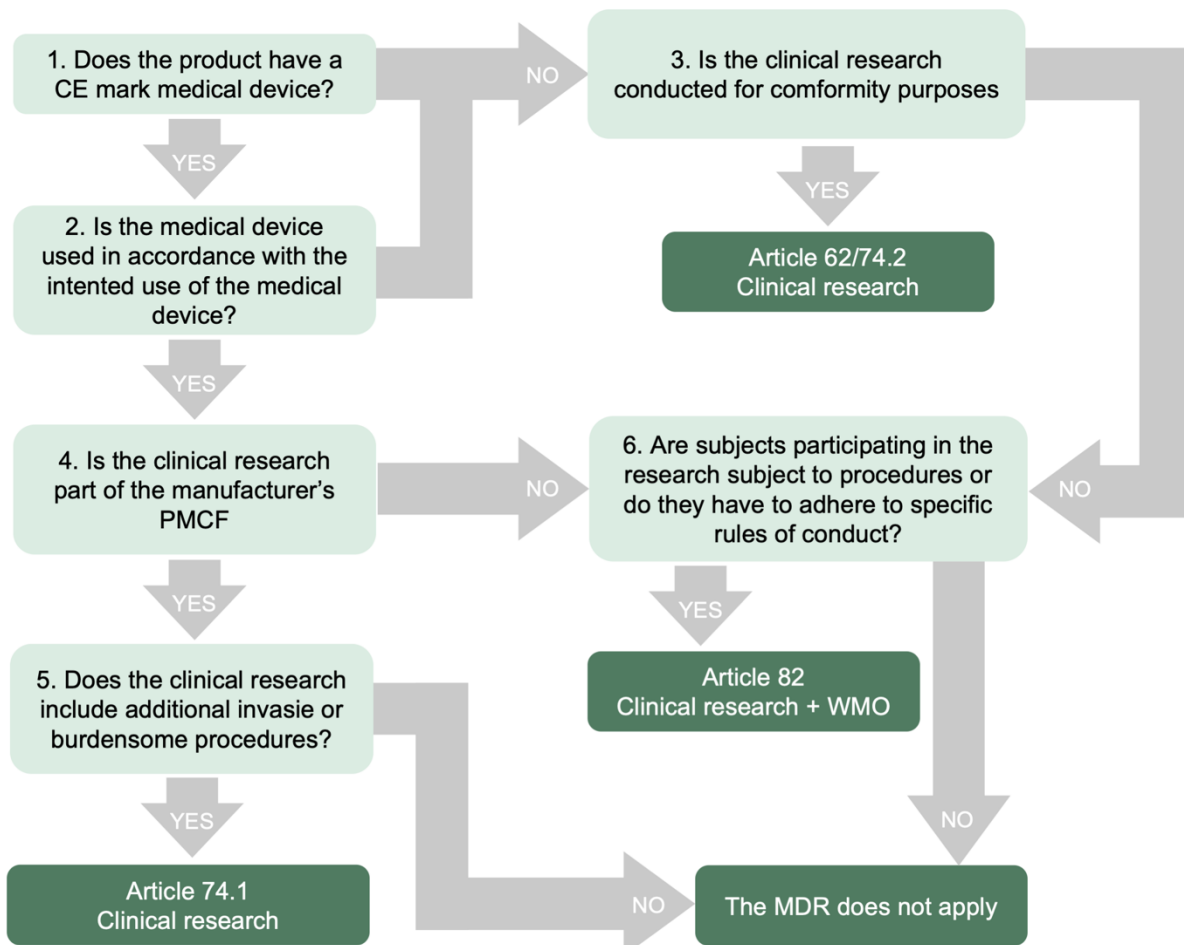 1. Does the product have a
CE mark medical device?
NO
3. Is the clinical research
conducted for comformity purposes
YES
YES
2. Is the medical device
used in accordance with the
intented use of the medical
device?
Article 62/74.2
Clinical research
YES
4. Is the clinical research
part of the manufacturer’s
PMCF
NO
6. Are subjects participating in the
research subject to procedures or
do they have to adhere to specific
rules of conduct?
NO
YES
YES
5. Does the clinical research
include additional invasie or
burdensome procedures?
Article 82
Clinical research + WMO
YES
NO
Article 74.1
Clinical research
NO
The MDR does not apply